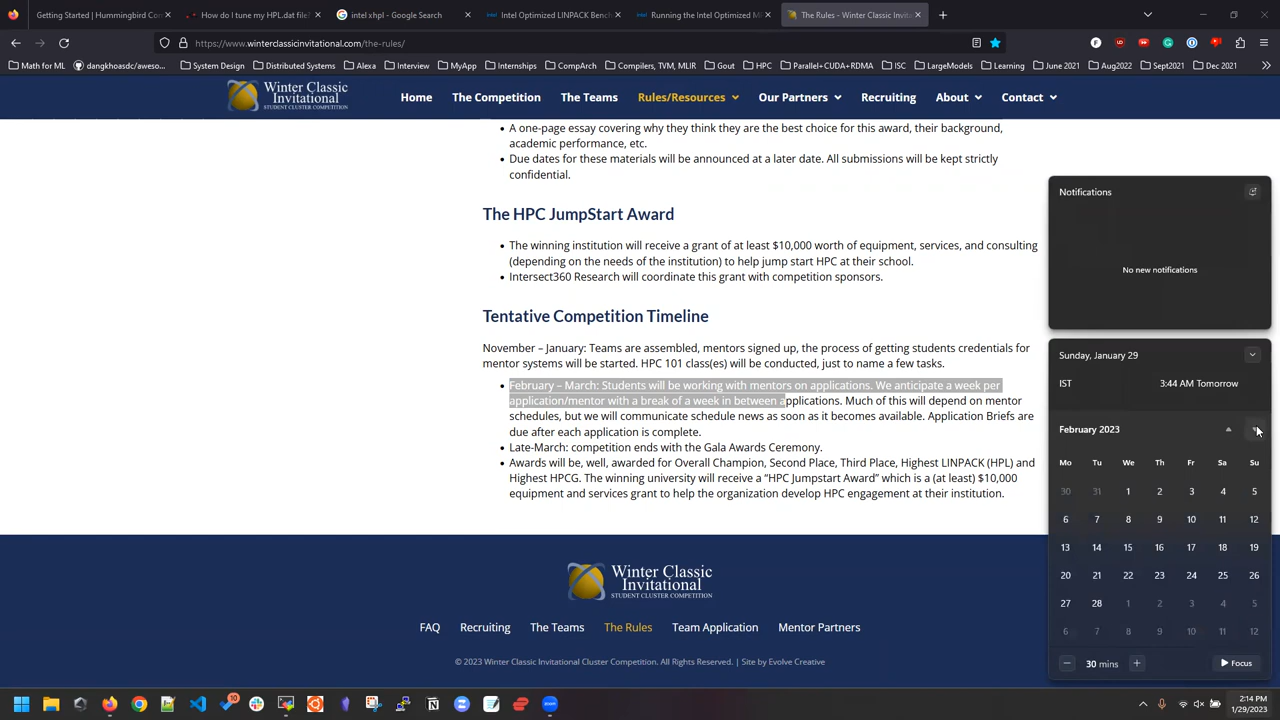 Getting Started | Hummingbird Co
How do I tune my HPL.dat file?
intel xhpl - Google Search
Intel Optimized LINPACK Bench
Running the Intel Optimized M
The Rules - Winter Classic Invita
https://www.winterclassicinvitational.com/the-rules/
Math for ML
dangkhoasdc/aweso...
System Design
Distributed Systems
Alexa
Interview
MyApp
Internships
CompArch
Compilers, TVM, MLIR
Gout
HPC
Parallel+CUDA+RDMA
ISC
LargeModels
Learning
June 2021
Aug2022
Sept2021
Dec 2021
Winter Classic
Invitational
STUDENT CLUSTER COMPETITION
Home
The Competition
The Teams
Rules/Resources
Our Partners
Recruiting
About
Contact
• A one-page essay covering why they think they are the best choice for this award, their background,
academic performance, etc.
• Due dates for these materials will be announced at a later date. All submissions will be kept strictly
confidential.
The HPC JumpStart Award
• The winning institution will receive a grant of at least $10,000 worth of equipment, services, and consulting
(depending on the needs of the institution) to help jump start HPC at their school.
• Intersect360 Research will coordinate this grant with competition sponsors.
Tentative Competition Timeline
November – January: Teams are assembled, mentors signed up, the process of getting students credentials for
mentor systems will be started. HPC 101 class(es) will be conducted, just to name a few tasks.
• February – March: Students will be working with mentors on applications. We anticipate a week per
application/mentor with a break of a week in between applications. Much of this will depend on mentor
schedules, but we will communicate schedule news as soon as it becomes available. Application Briefs are
due after each application is complete.
• Late-March: competition ends with the Gala Awards Ceremony.
• Awards will be, well, awarded for Overall Champion, Second Place, Third Place, Highest LINPACK (HPL) and
Highest HPCG. The winning university will receive a "HPC Jumpstart Award" which is a (at least) $10,000
equipment and services grant to help the organization develop HPC engagement at their institution.
Winter Classic
Invitational
STUDENT CLUSTER COMPETITION
FAQ
Recruiting
The Teams
The Rules
Team Application
Mentor Partners
© 2023 Winter Classic Invitational Cluster Competition. All Rights Reserved. | Site by Evolve Creative
Notifications
No new notifications
Sunday, January 29
IST 3:44 AM Tomorrow
February 2023
Mo Tu We Th Fr Sa Su
30 31 1 2 3 4 5
6 7 8 9 10 11 12
13 14 15 16 17 18 19
20 21 22 23 24 25 26
27 28 1 2 3 4 5
6 7 8 9 10 11 12
30 mins
Focus
10
zoom
2:14 PM
1/29/2023